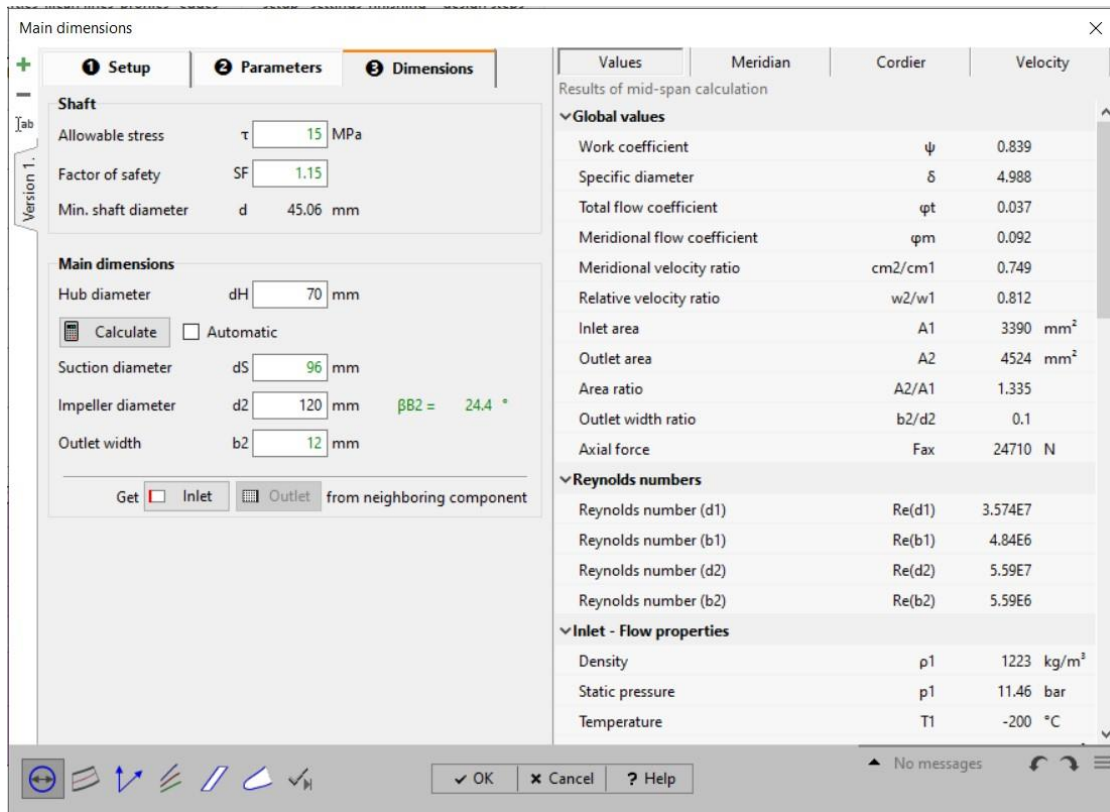 Main dimensions
1 Setup
2 Parameters
3 Dimensions
Version 1.
Shaft
Allowable stress τ 15 MPa
Factor of safety SF 1.15
Min. shaft diameter d 45.06 mm
Main dimensions
Hub diameter dH 70 mm
Calculate Automatic
Suction diameter dS 96 mm
Impeller diameter d2 120 mm βB2 = 24.4 °
Outlet width b2 12 mm
Get Inlet Outlet from neighboring component
Values Meridian Cordier Velocity
Results of mid-span calculation
Global values
Work coefficient ψ 0.839
Specific diameter δ 4.988
Total flow coefficient φt 0.037
Meridional flow coefficient φm 0.092
Meridional velocity ratio cm2/cm1 0.749
Relative velocity ratio w2/w1 0.812
Inlet area A1 3390 mm²
Outlet area A2 4524 mm²
Area ratio A2/A1 1.335
Outlet width ratio b2/d2 0.1
Axial force Fax 24710 N
Reynolds numbers
Reynolds number (d1) Re(d1) 3.574E7
Reynolds number (b1) Re(b1) 4.84E6
Reynolds number (d2) Re(d2) 5.59E7
Reynolds number (b2) Re(b2) 5.59E6
Inlet - Flow properties
Density ρ1 1223 kg/m³
Static pressure p1 11.46 bar
Temperature T1 -200 °C
OK Cancel ? Help
No messages